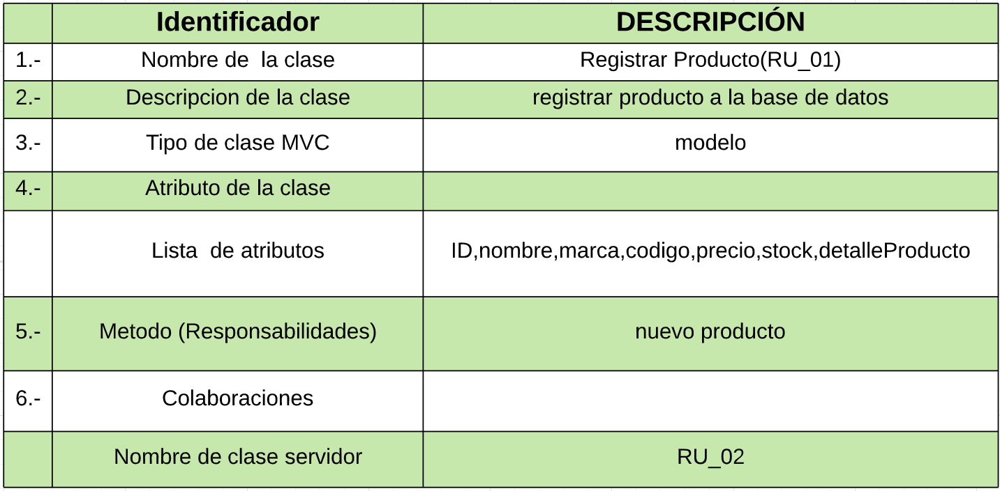 Identificador DESCRIPCIÓN
1.- Nombre de  la clase Registrar Producto(RU_01)
2.- Descripcion de la clase registrar producto a la base de datos
3.- Tipo de clase MVC modelo
4.- Atributo de la clase
Lista  de atributos ID,nombre,marca,codigo,precio,stock,detalleProducto
5.- Metodo (Responsabilidades) nuevo producto
6.- Colaboraciones
Nombre de clase servidor RU_02